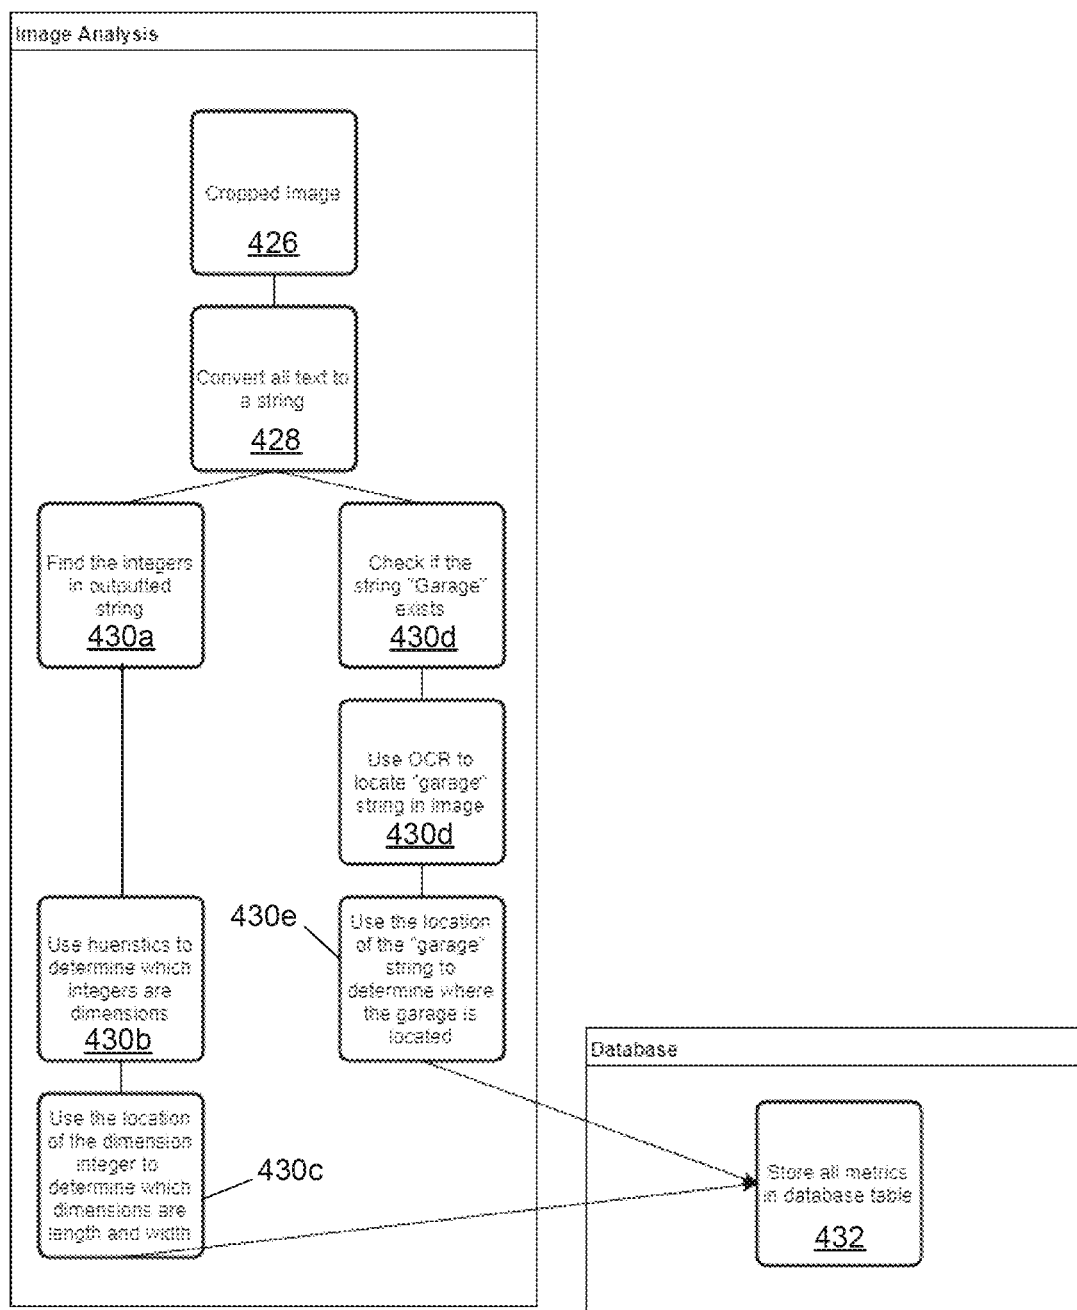 Image Analysis
Cropped Image
426
Convert all text to
a string
428
Find the integers
in outputted
string
430a
Check if the
string "Garage"
exists
430d
Use OCR to
locate "garage"
string in image
430d
Use huenstics to
determine which
integers are
dimensions
430b
430e
Use the location
of the "garage"
string to
determine where
the garage is
located
Use the location
of the dimension
integer to
determine which
dimensions are
length and width
430c
Database
Store all metrics
in database table
432